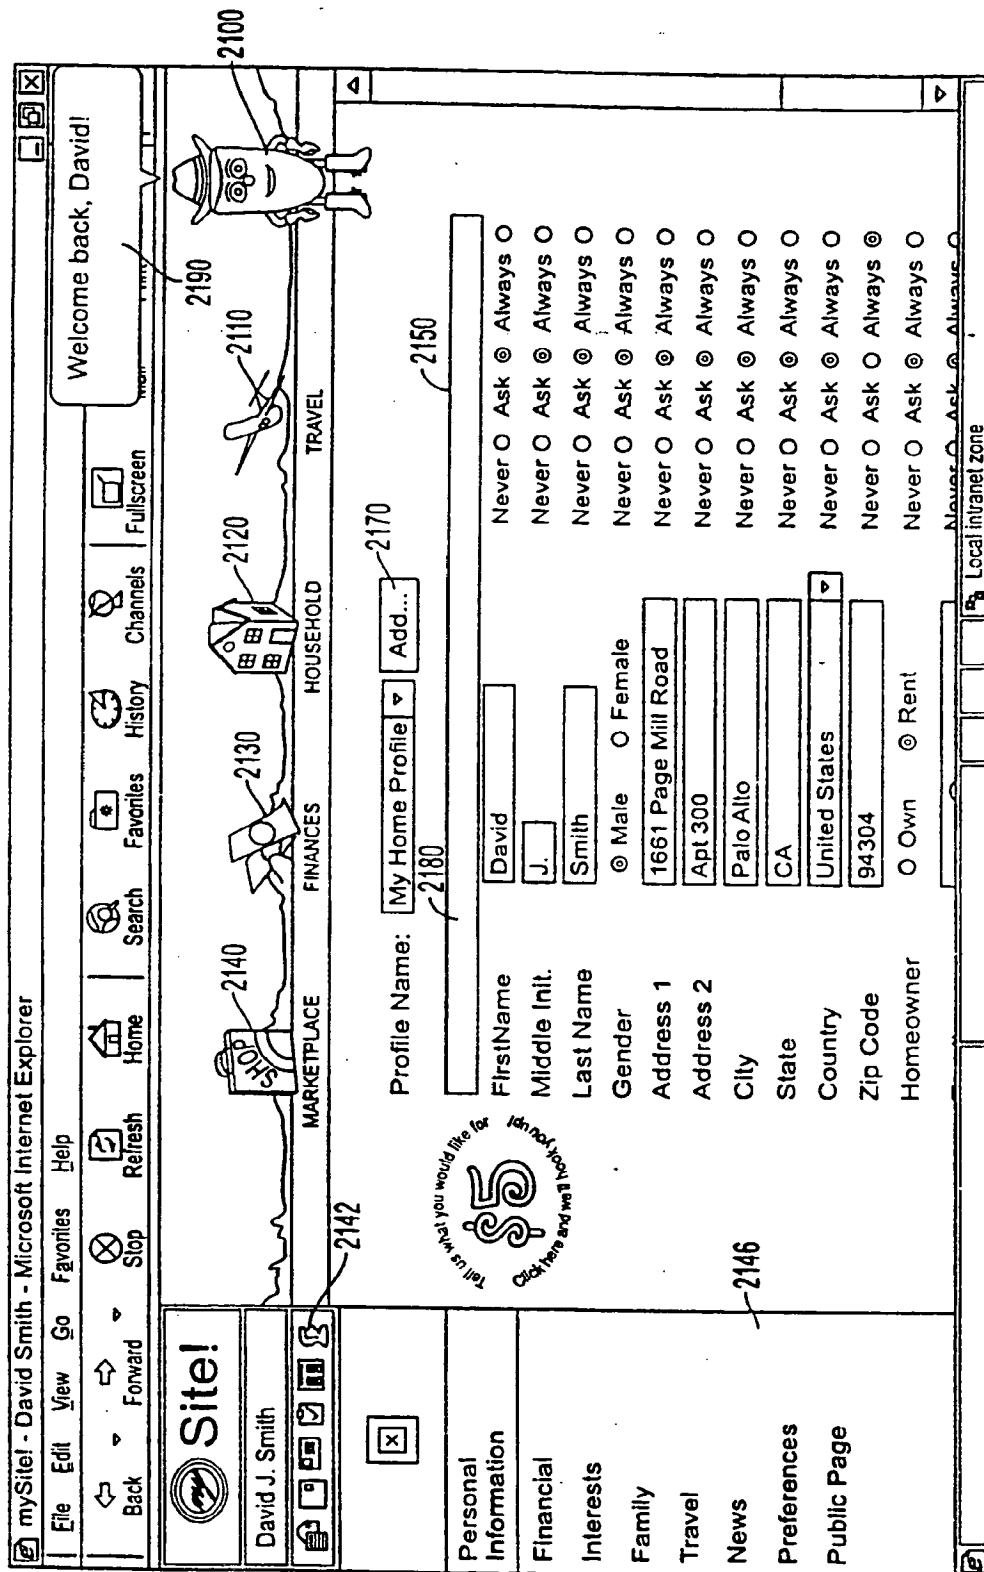 mySite! - David Smith - Microsoft Internet Explorer
File Edit View Go Favorites Help
Back Forward Stop Refresh Home Search Favorites History Channels Fullscreen
Welcome back, David!
2190
2100
my Site!
David J. Smith
2142
SHOP
2140
2130
2120
2110
MARKETPLACE FINANCES HOUSEHOLD TRAVEL
Personal
Information
Financial
Interests
Family
Travel
News
Preferences
Public Page
2146
Tell us what you would like for
$5
Click here and we'll hook you up!
Profile Name: My Home Profile Add...
2170
2180
2150
FirstName David Never Ask Always
Middle Init. J. Never Ask Always
Last Name Smith Never Ask Always
Gender Male Female Never Ask Always
Address 1 1661 Page Mill Road Never Ask Always
Address 2 Apt 300 Never Ask Always
City Palo Alto Never Ask Always
State CA Never Ask Always
Country United States Never Ask Always
Zip Code 94304 Never Ask Always
Homeowner Own Rent Never Ask Always
Never Ask Always
Local intranet zone